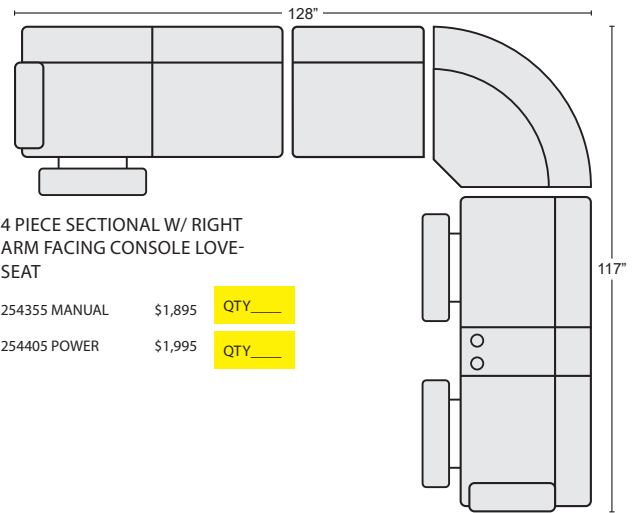 128"
4 PIECE SECTIONAL W/ RIGHT
ARM FACING CONSOLE LOVE-
SEAT
117"
254355 MANUAL $1,895 QTY____
254405 POWER $1,995 QTY____